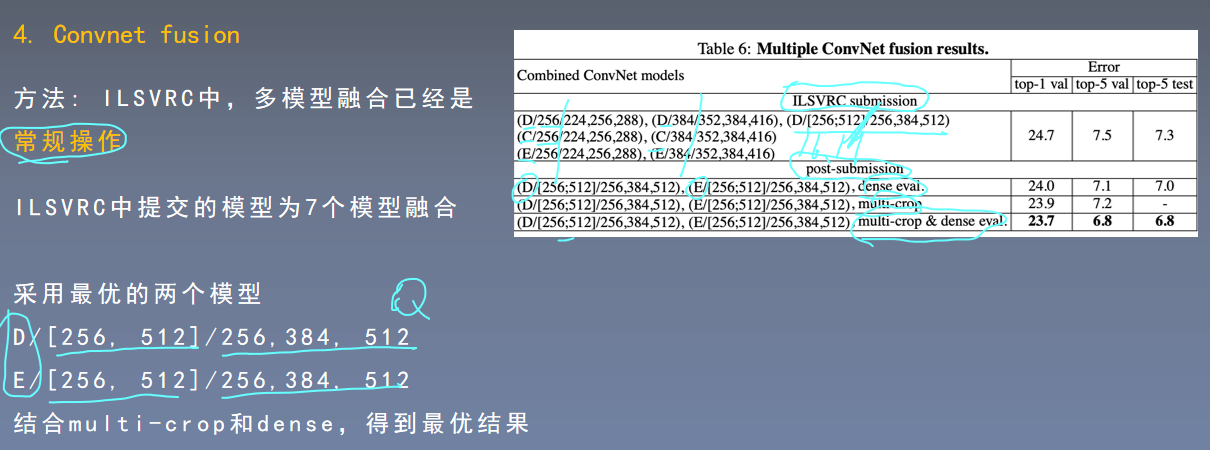 4. Convnet fusion
方法: ILSVRC中，多模型融合已经是
常规操作
ILSVRC中提交的模型为7个模型融合
采用最优的两个模型
Q
D/[256, 512]/256,384, 512
E/[256, 512]/256,384, 512
结合multi-crop和dense，得到最优结果
Table 6: Multiple ConvNet fusion results.
Combined ConvNet models
Error
top-1 val top-5 val top-5 test
ILSVRC submission
(D/256/224,256,288), (D/384/352,384,416), (D/[256;512]/256,384,512)
(C/256/224,256,288), (C/384/352,384,416)
(E/256/224,256,288), (E/384/352,384,416)
24.7 7.5 7.3
post-submission
(D/[256;512]/256,384,512), (E/[256;512]/256,384,512), dense eval. 24.0 7.1 7.0
(D/[256;512]/256,384,512), (E/[256;512]/256,384,512), multi-crop 23.9 7.2 -
(D/[256;512]/256,384,512), (E/[256;512]/256,384,512), multi-crop & dense eval. 23.7 6.8 6.8